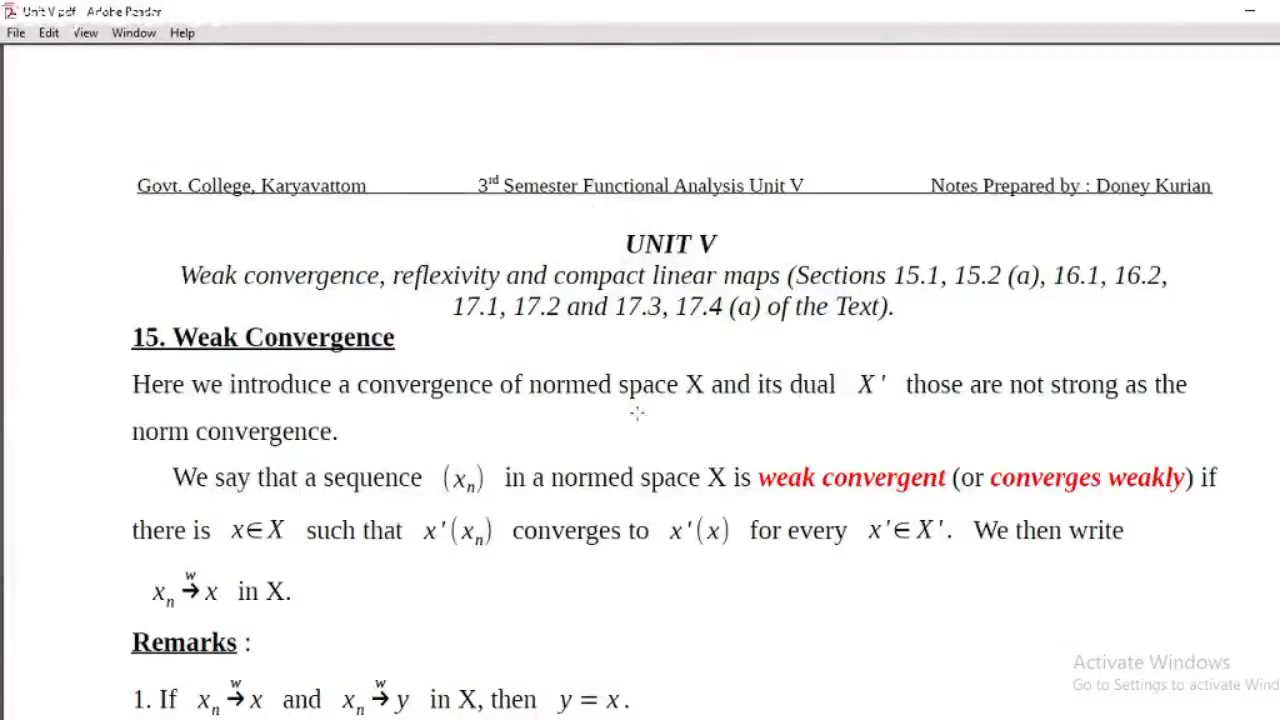 Unit V.pdf - Adobe Reader
File Edit View Window Help
Govt. College, Karyavattom 3rd Semester Functional Analysis Unit V Notes Prepared by : Doney Kurian
UNIT V
Weak convergence, reflexivity and compact linear maps (Sections 15.1, 15.2 (a), 16.1, 16.2,
17.1, 17.2 and 17.3, 17.4 (a) of the Text).
15. Weak Convergence
Here we introduce a convergence of normed space X and its dual X' those are not strong as the
norm convergence.
We say that a sequence (xₙ) in a normed space X is weak convergent (or converges weakly) if
there is x∈X such that x'(xₙ) converges to x'(x) for every x'∈X'. We then write
xₙ →ʷ x in X.
Remarks :
1. If xₙ →ʷ x and xₙ →ʷ y in X, then y = x.
Activate Windows
Go to Settings to activate Wind